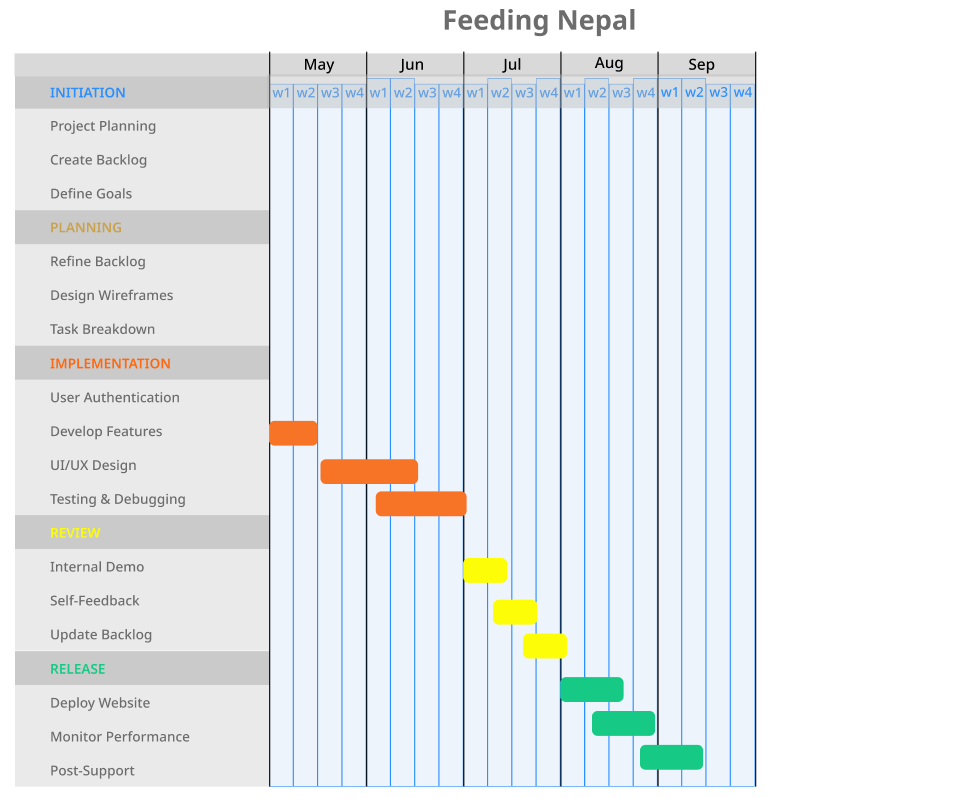 Feeding Nepal
May Jun Jul Aug Sep
INITIATION w1 w2 w3 w4 w1 w2 w3 w4 w1 w2 w3 w4 w1 w2 w3 w4 w1 w2 w3 w4
Project Planning
Create Backlog
Define Goals
PLANNING
Refine Backlog
Design Wireframes
Task Breakdown
IMPLEMENTATION
User Authentication
Develop Features
UI/UX Design
Testing & Debugging
REVIEW
Internal Demo
Self-Feedback
Update Backlog
RELEASE
Deploy Website
Monitor Performance
Post-Support